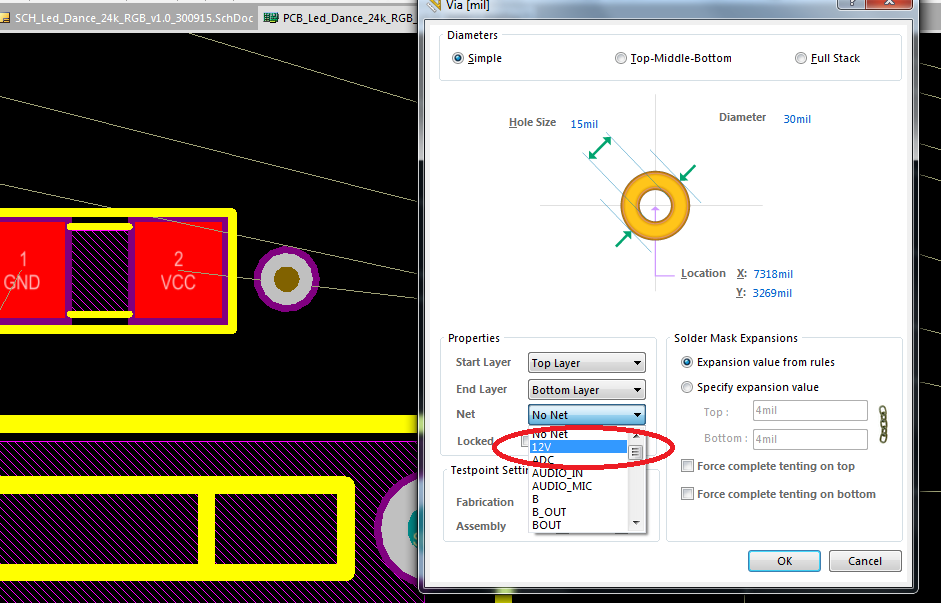 SCH_Led_Dance_24k_RGB_v1.0_300915.SchDoc
PCB_Led_Dance_24k_RGB_
Via [mil]
Diameters
Simple
Top-Middle-Bottom
Full Stack
Hole Size 15mil
Diameter 30mil
1
GND
2
VCC
Location X: 7318mil
Y: 3269mil
Properties
Start Layer Top Layer
End Layer Bottom Layer
Net No Net
Locked
No Net
12V
ADC
AUDIO_IN
AUDIO_MIC
B
B_OUT
BOUT
Testpoint Settin
Fabrication
Assembly
Solder Mask Expansions
Expansion value from rules
Specify expansion value
Top : 4mil
Bottom : 4mil
Force complete tenting on top
Force complete tenting on bottom
OK
Cancel